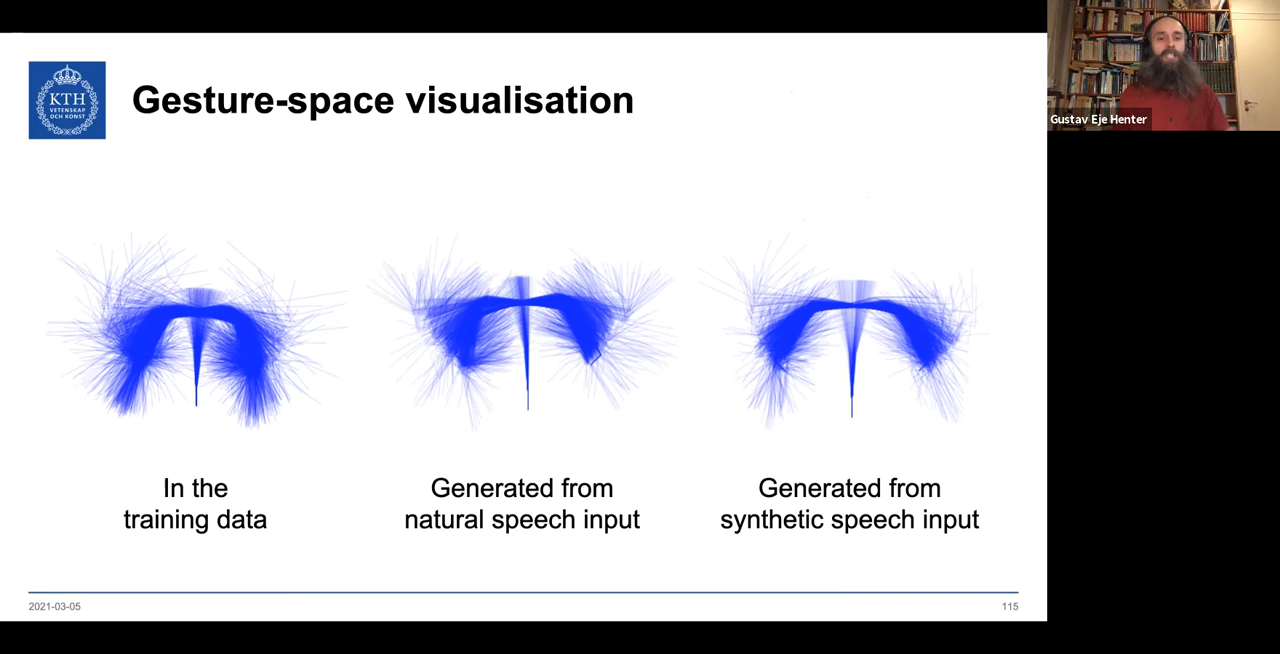 KTH
VETENSKAP
OCH KONST
Gesture-space visualisation
Gustav Eje Henter
In the
training data
Generated from
natural speech input
Generated from
synthetic speech input
2021-03-05
115